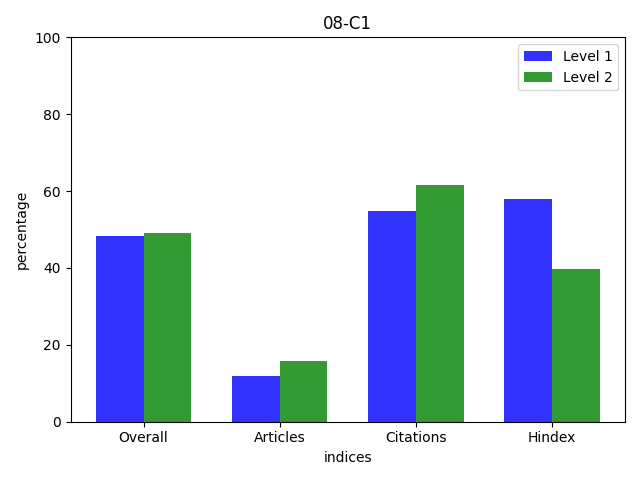 08-C1
Level 1
Level 2
percentage
100
80
60
40
20
0
Overall Articles Citations Hindex
indices